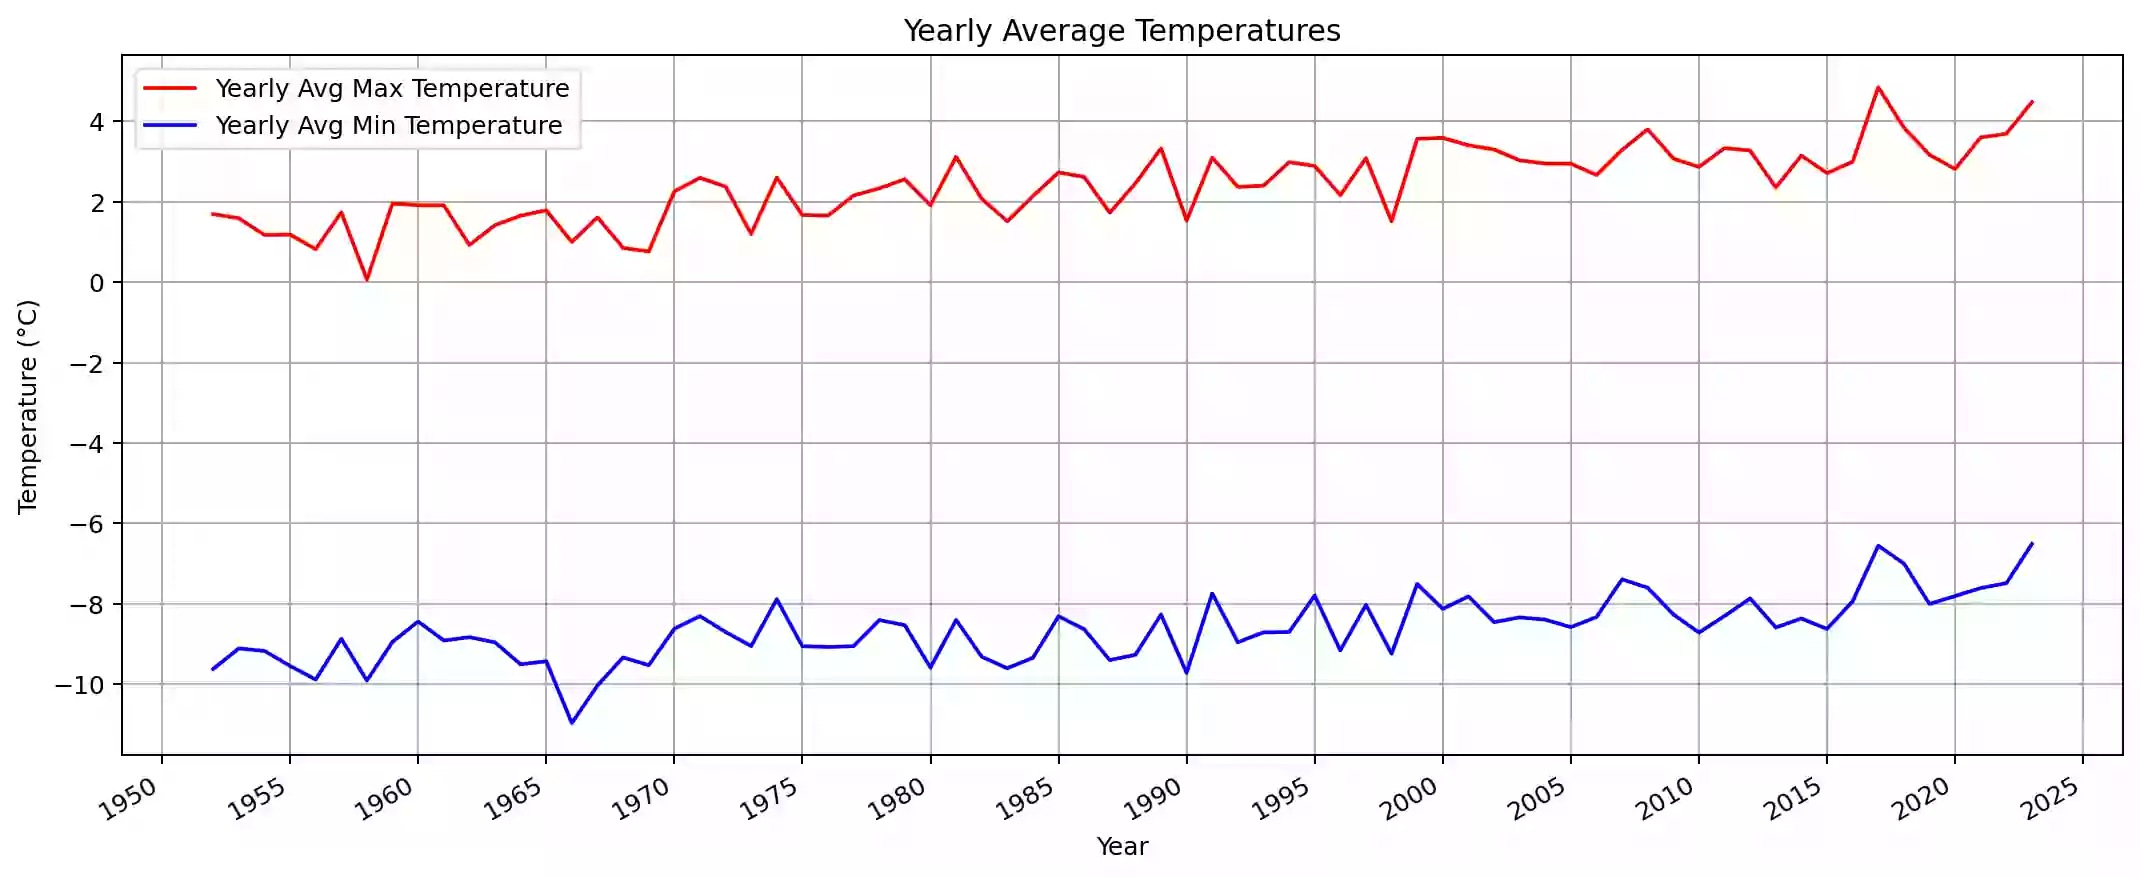 Yearly Average Temperatures
Yearly Avg Max Temperature
Yearly Avg Min Temperature
4
2
0
−2
−4
−6
−8
−10
Temperature (°C)
1950 1955 1960 1965 1970 1975 1980 1985 1990 1995 2000 2005 2010 2015 2020 2025
Year